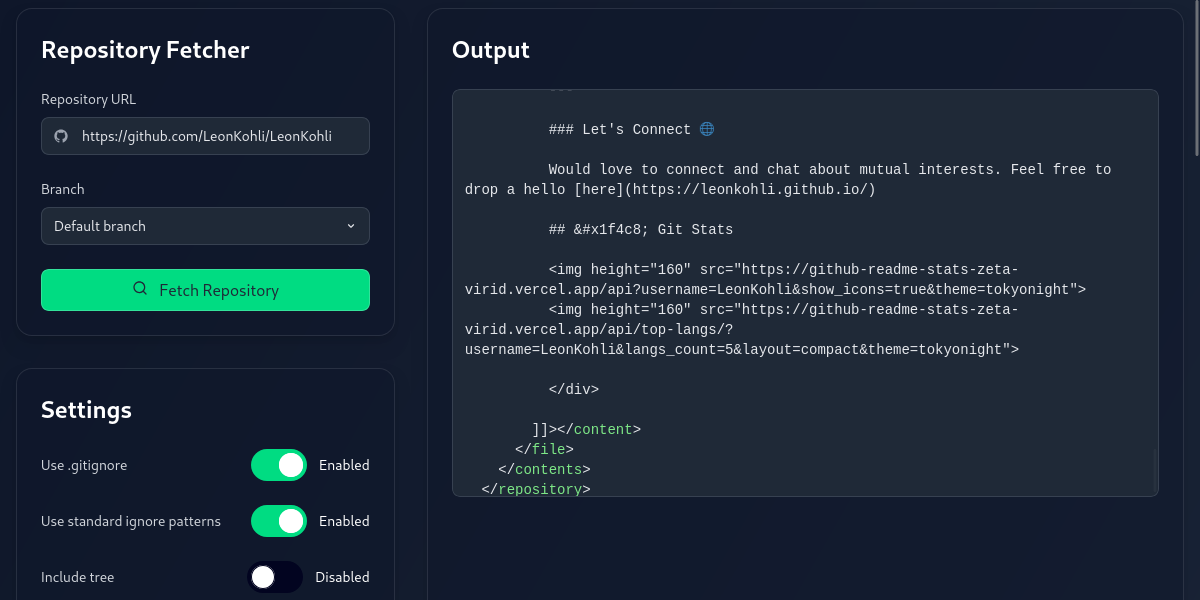 Repository Fetcher
Repository URL
https://github.com/LeonKohli/LeonKohli
Branch
Default branch
Fetch Repository
Settings
Use .gitignore
Enabled
Use standard ignore patterns
Enabled
Include tree
Disabled
Output
### Let's Connect 🌐
Would love to connect and chat about mutual interests. Feel free to
drop a hello [here](https://leonkohli.github.io/)
## &#x1f4c8; Git Stats
<img height="160" src="https://github-readme-stats-zeta-
virid.vercel.app/api?username=LeonKohli&show_icons=true&theme=tokyonight">
<img height="160" src="https://github-readme-stats-zeta-
virid.vercel.app/api/top-langs/?
username=LeonKohli&langs_count=5&layout=compact&theme=tokyonight">
</div>
]]></content>
</file>
</contents>
</repository>